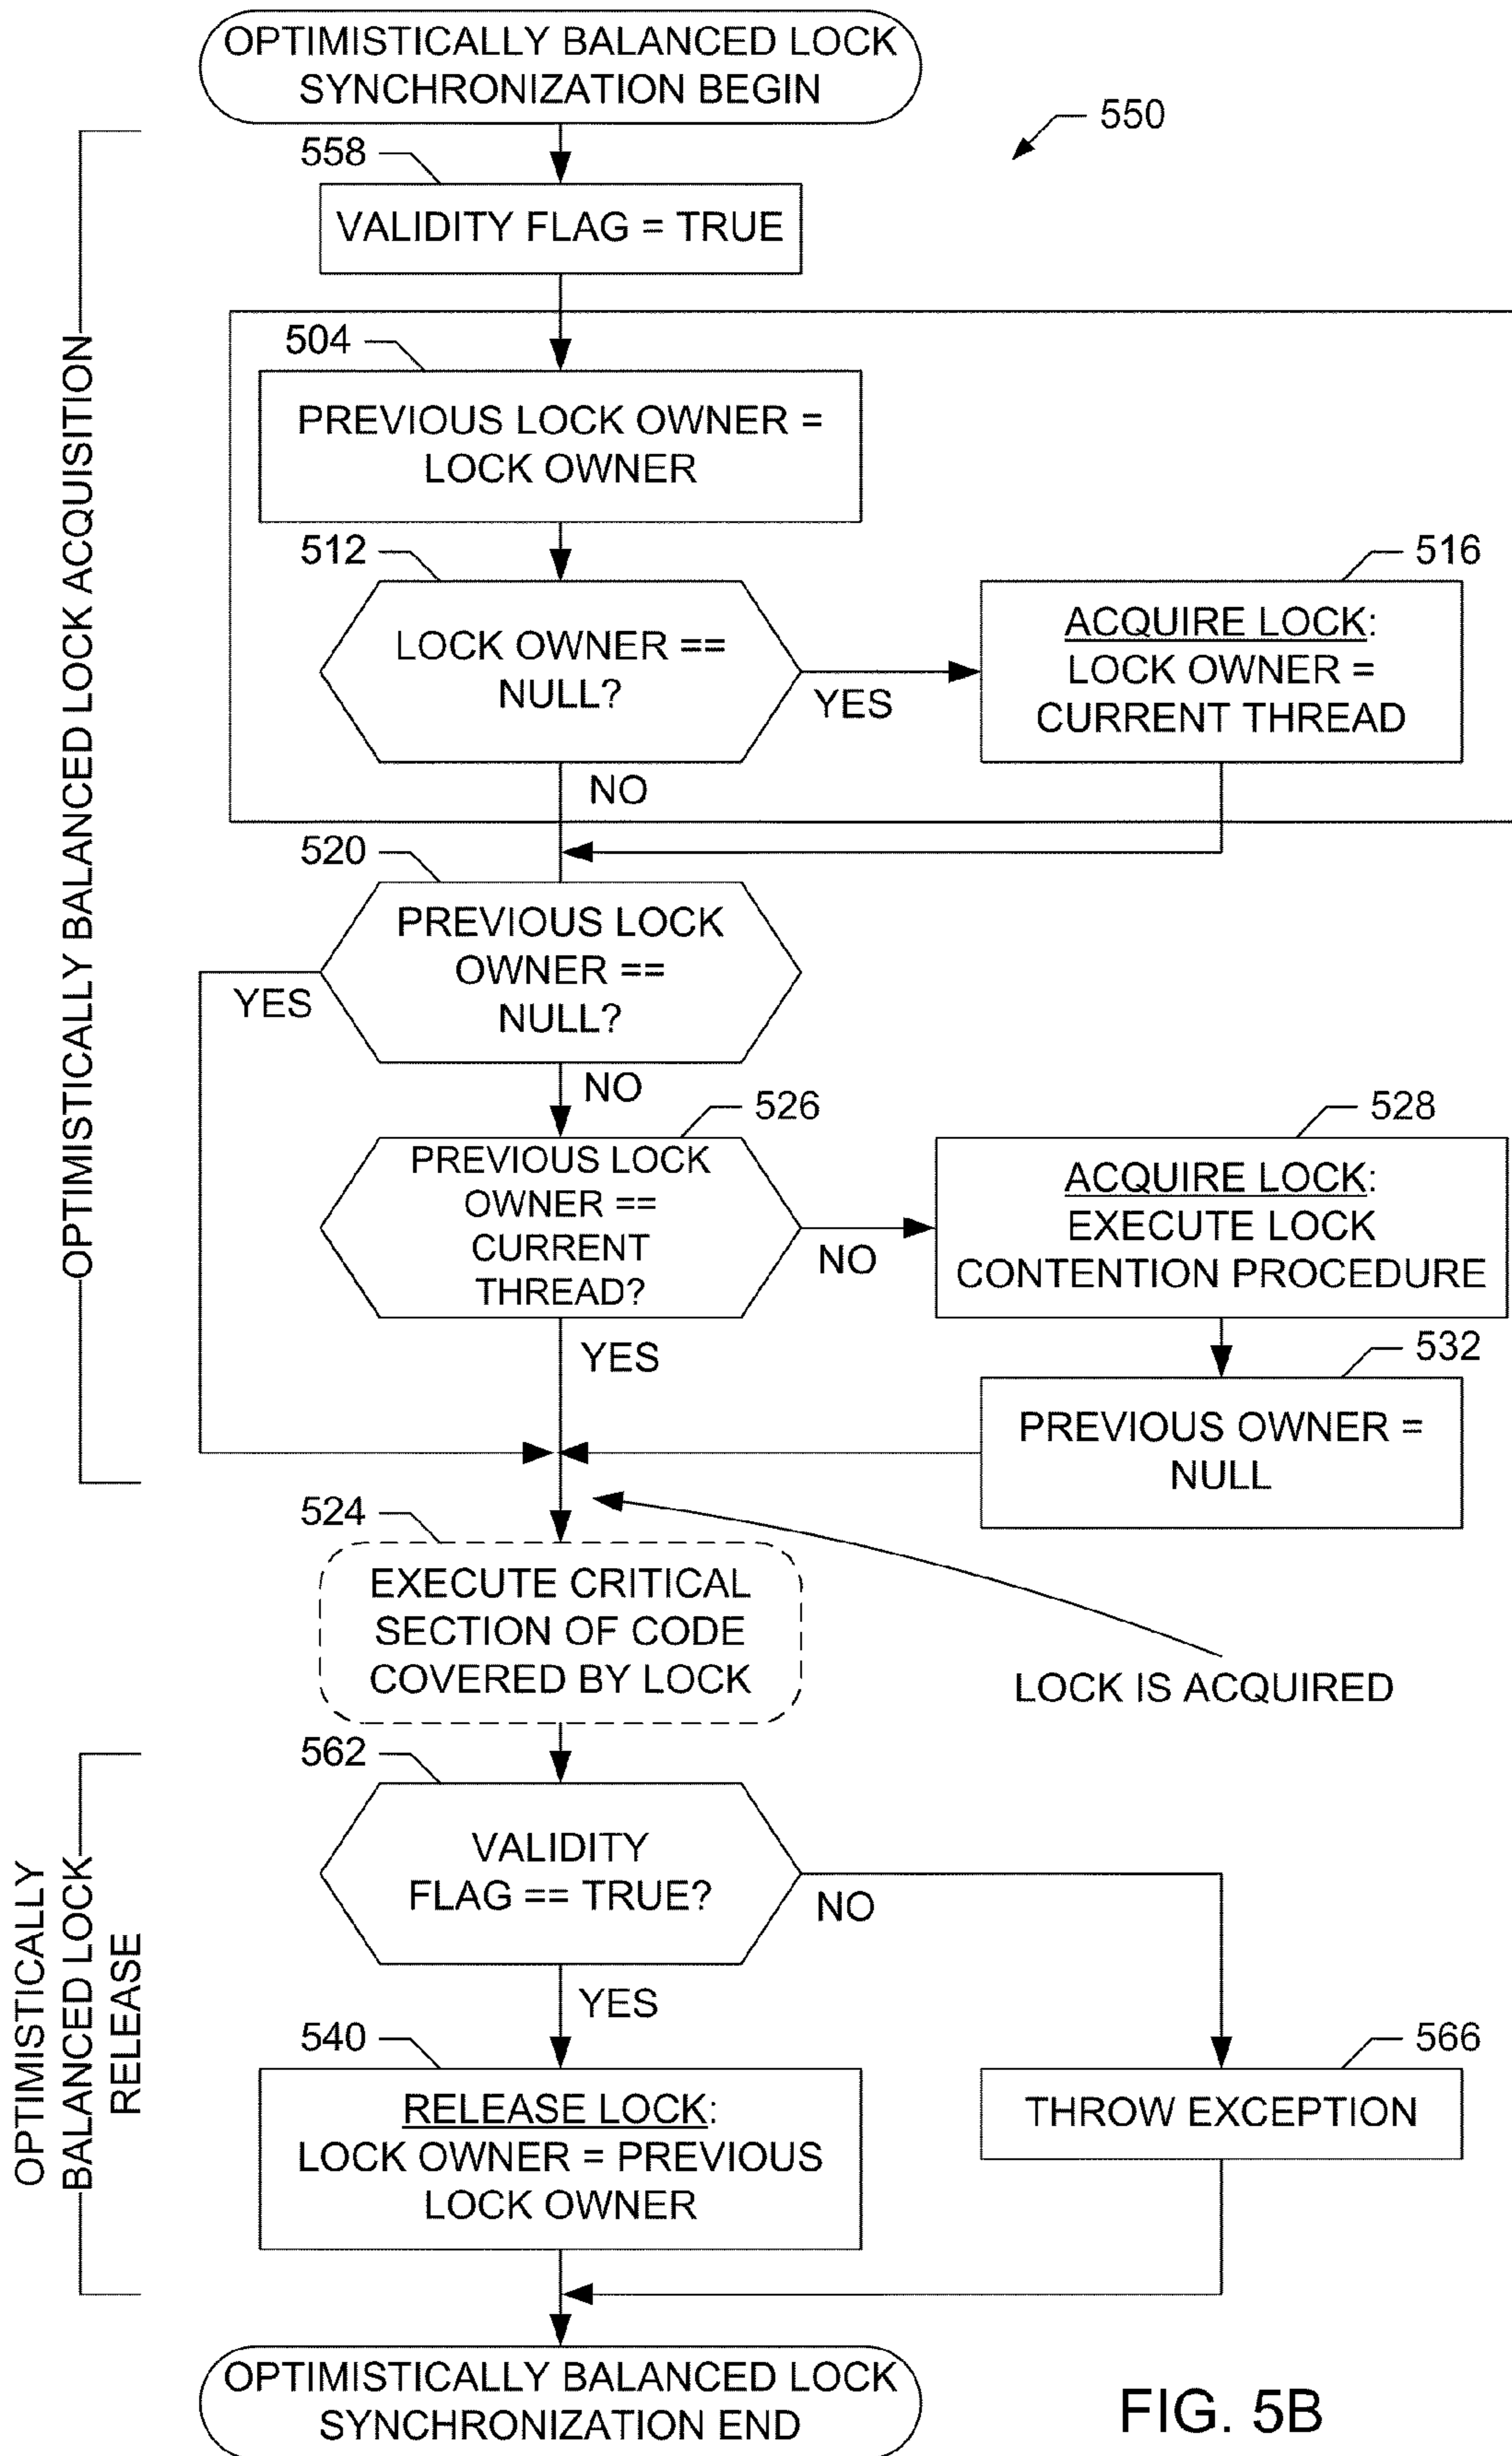 OPTIMISTICALLY BALANCED LOCK
SYNCHRONIZATION BEGIN
550
558
VALIDITY FLAG = TRUE
OPTIMISTICALLY BALANCED LOCK ACQUISITION
504
PREVIOUS LOCK OWNER =
LOCK OWNER
512
LOCK OWNER ==
NULL?
YES
NO
516
ACQUIRE LOCK:
LOCK OWNER =
CURRENT THREAD
520
PREVIOUS LOCK
OWNER ==
NULL?
YES
NO
526
PREVIOUS LOCK
OWNER ==
CURRENT
THREAD?
NO
YES
528
ACQUIRE LOCK:
EXECUTE LOCK
CONTENTION PROCEDURE
532
PREVIOUS OWNER =
NULL
524
EXECUTE CRITICAL
SECTION OF CODE
COVERED BY LOCK
LOCK IS ACQUIRED
OPTIMISTICALLY
BALANCED LOCK
RELEASE
562
VALIDITY
FLAG == TRUE?
NO
YES
540
RELEASE LOCK:
LOCK OWNER = PREVIOUS
LOCK OWNER
566
THROW EXCEPTION
OPTIMISTICALLY BALANCED LOCK
SYNCHRONIZATION END
FIG. 5B